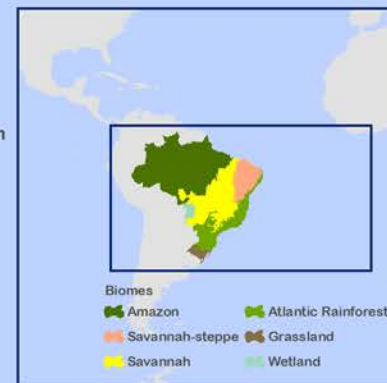 Biomes
Amazon
Atlantic Rainforest
Savannah-steppe
Grassland
Savannah
Wetland